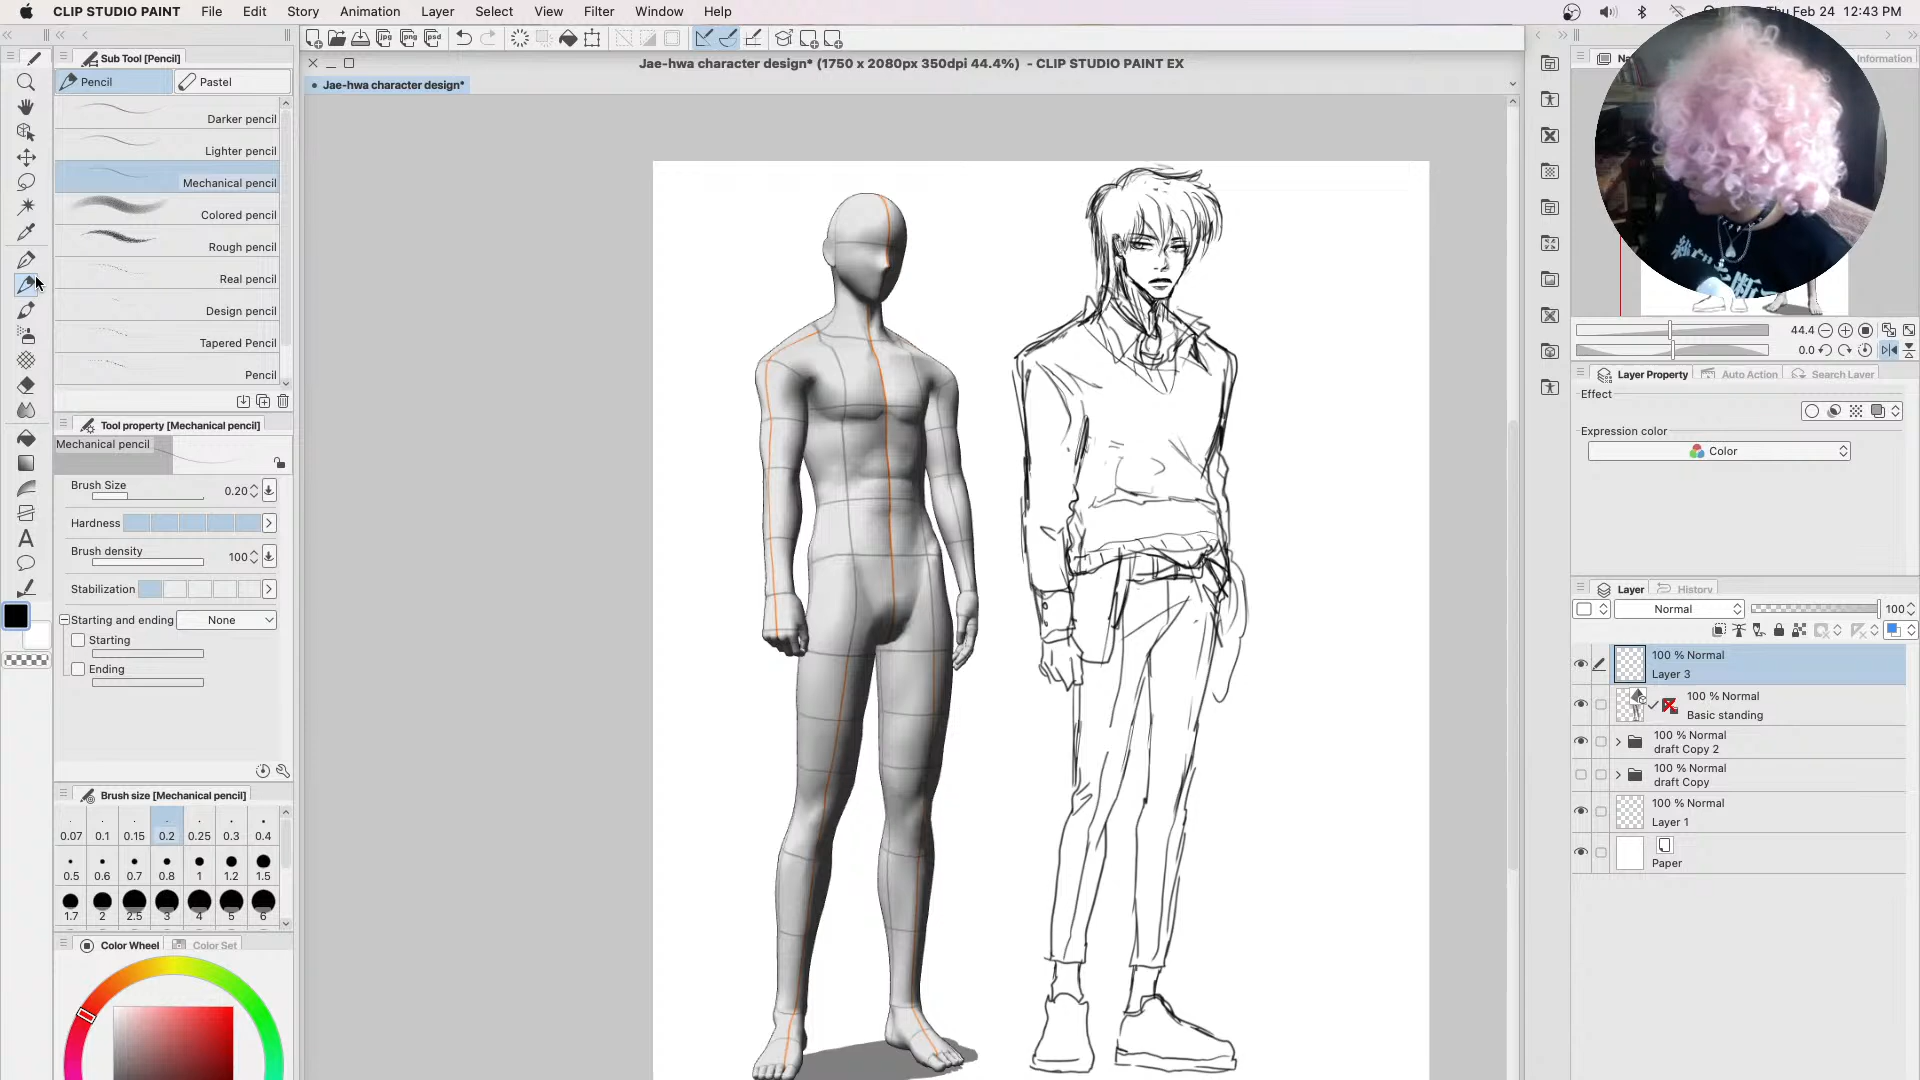 CLIP STUDIO PAINT File Edit Story Animation Layer Select View Filter Window Help
Thu Feb 24 12:43 PM
Sub Tool [Pencil]
Pencil Pastel
Darker pencil
Lighter pencil
Mechanical pencil
Colored pencil
Rough pencil
Real pencil
Design pencil
Tapered Pencil
Pencil
Tool property [Mechanical pencil]
Mechanical pencil
Brush Size 0.20
Hardness
Brush density 100
Stabilization
Starting and ending None
Starting
Ending
Brush size [Mechanical pencil]
0.07 0.1 0.15 0.2 0.25 0.3 0.4
0.5 0.6 0.7 0.8 1 1.2 1.5
1.7 2 2.5 3 4 5 6
Color Wheel Color Set
jpg png psd
Jae-hwa character design* (1750 x 2080px 350dpi 44.4%) - CLIP STUDIO PAINT EX
Jae-hwa character design*
Information
44.4
0.0
Layer Property Auto Action Search Layer
Effect
Expression color
Color
Layer History
Normal 100
100 % Normal
Layer 3
100 % Normal
Basic standing
100 % Normal
draft Copy 2
100 % Normal
draft Copy
100 % Normal
Layer 1
Paper